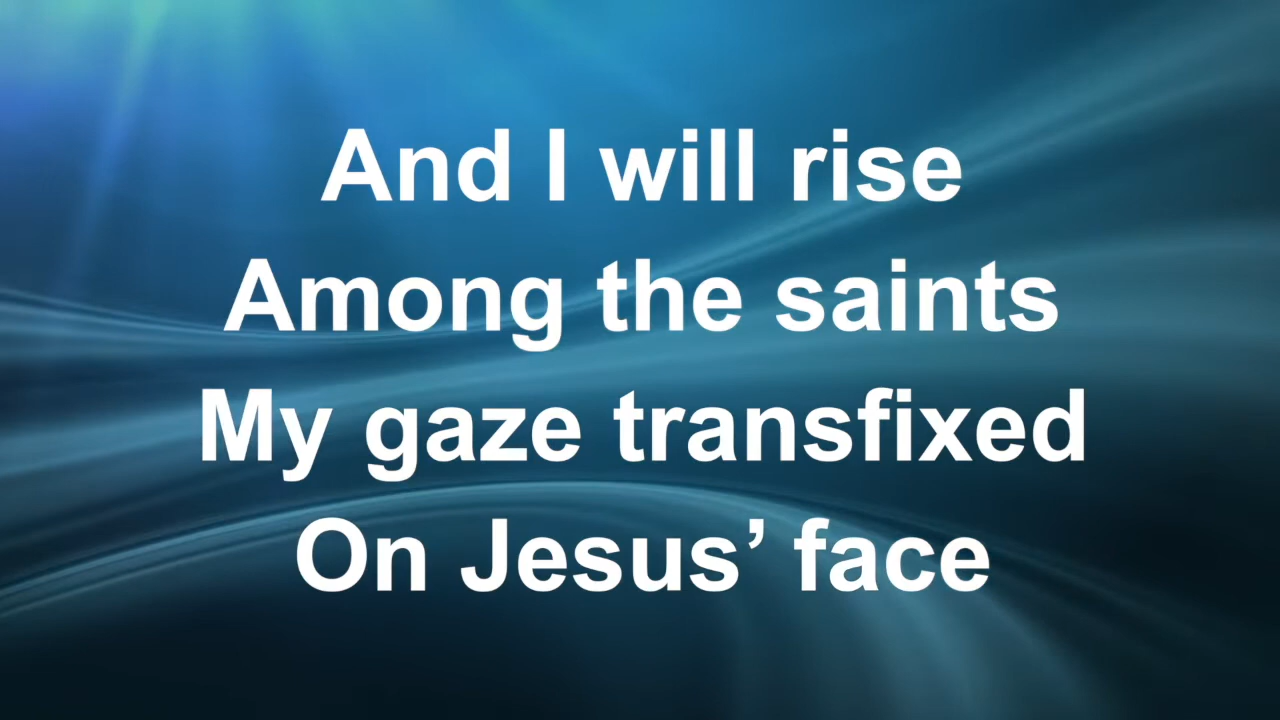 And I will rise
Among the saints
My gaze transfixed
On Jesus’ face